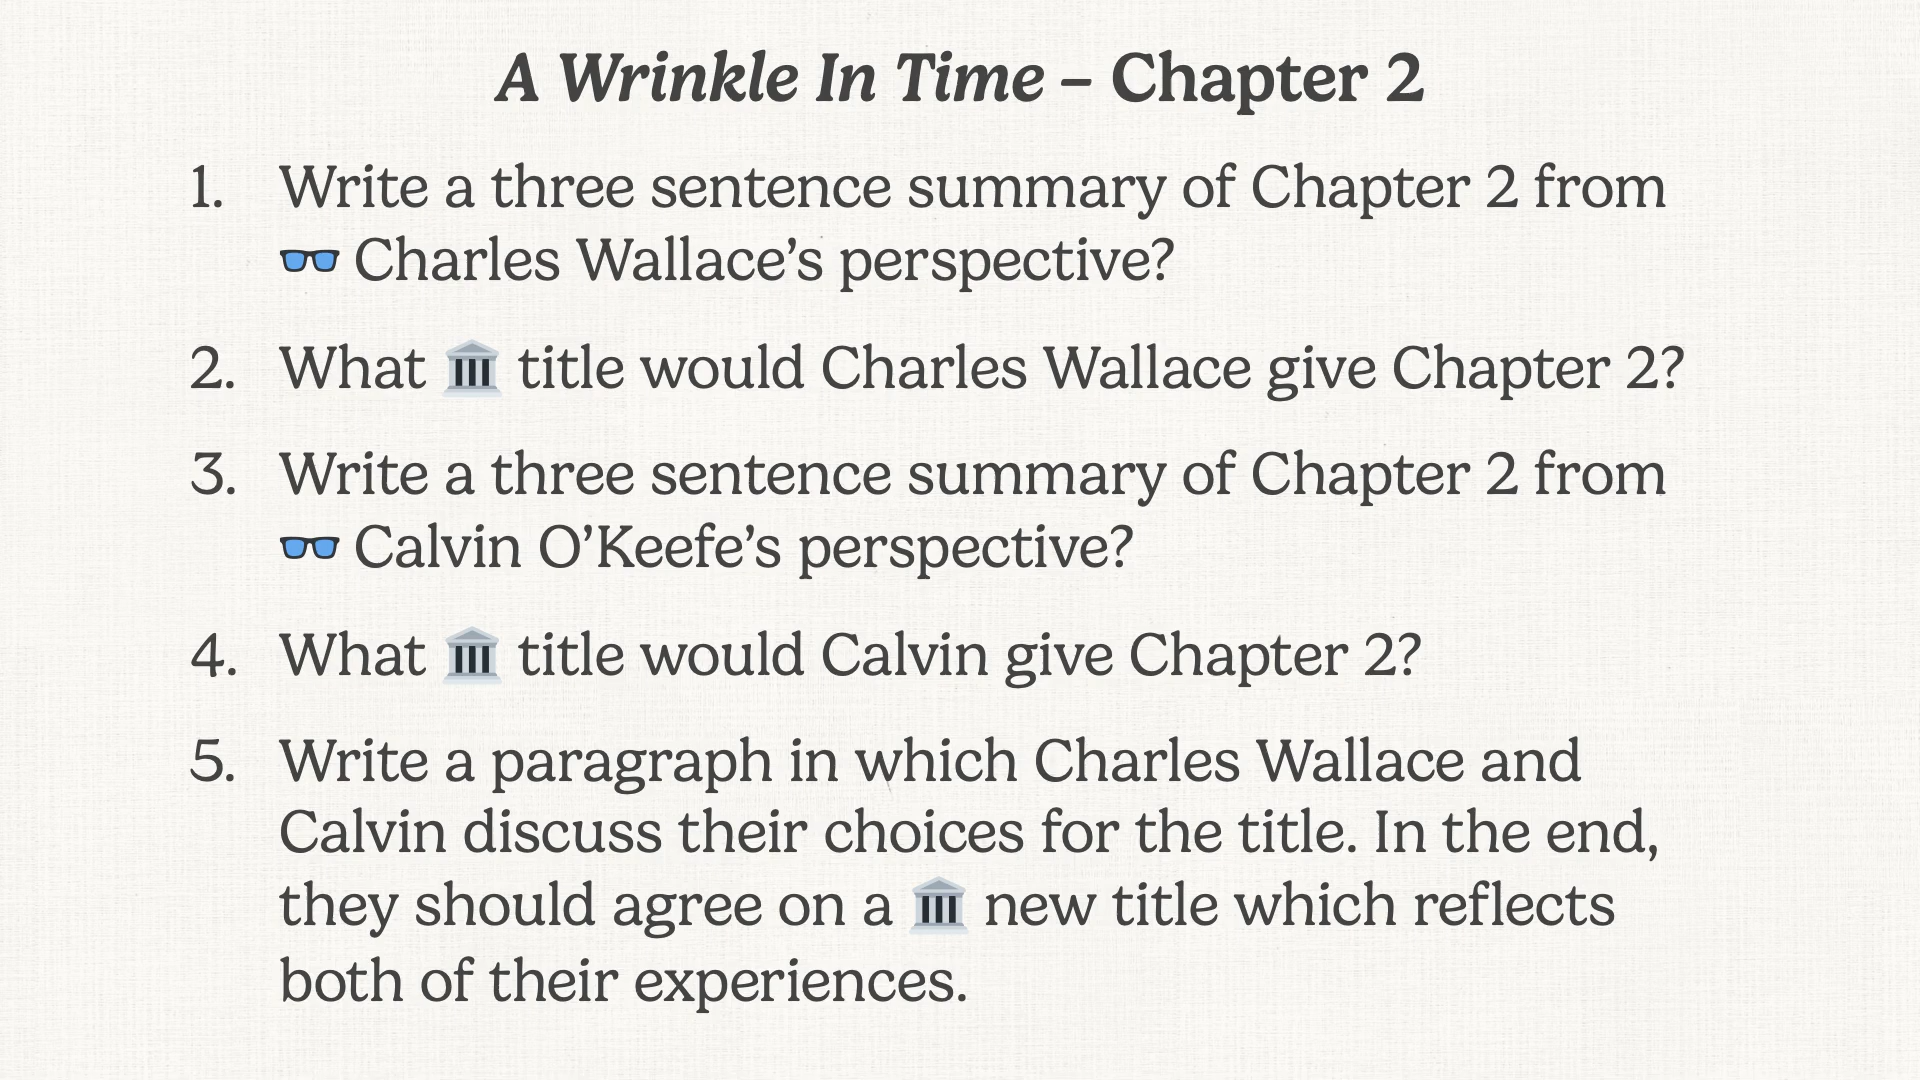 A Wrinkle In Time – Chapter 2
1. Write a three sentence summary of Chapter 2 from
👓 Charles Wallace’s perspective?
2. What 🏛️ title would Charles Wallace give Chapter 2?
3. Write a three sentence summary of Chapter 2 from
👓 Calvin O’Keefe’s perspective?
4. What 🏛️ title would Calvin give Chapter 2?
5. Write a paragraph in which Charles Wallace and
Calvin discuss their choices for the title. In the end,
they should agree on a 🏛️ new title which reflects
both of their experiences.